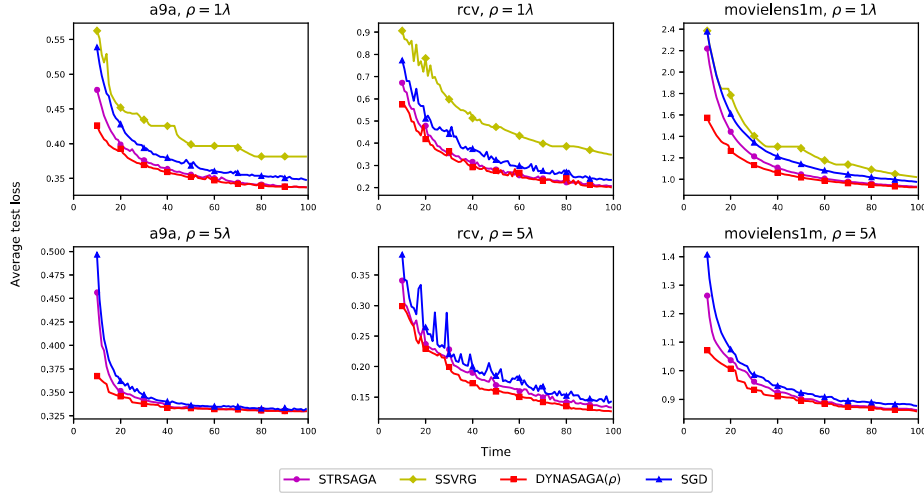 a9a, ρ = 1λ
rcv, ρ = 1λ
movielens1m, ρ = 1λ
0.55
0.50
0.45
0.40
0.35
0 20 40 60 80 100
0.9
0.8
0.7
0.6
0.5
0.4
0.3
0.2
0 20 40 60 80 100
2.4
2.2
2.0
1.8
1.6
1.4
1.2
1.0
0 20 40 60 80 100
Average test loss
a9a, ρ = 5λ
rcv, ρ = 5λ
movielens1m, ρ = 5λ
0.500
0.475
0.450
0.425
0.400
0.375
0.350
0.325
0 20 40 60 80 100
0.35
0.30
0.25
0.20
0.15
0 20 40 60 80 100
1.4
1.3
1.2
1.1
1.0
0.9
0 20 40 60 80 100
Time
STRSAGA SSVRG DYNASAGA(ρ) SGD